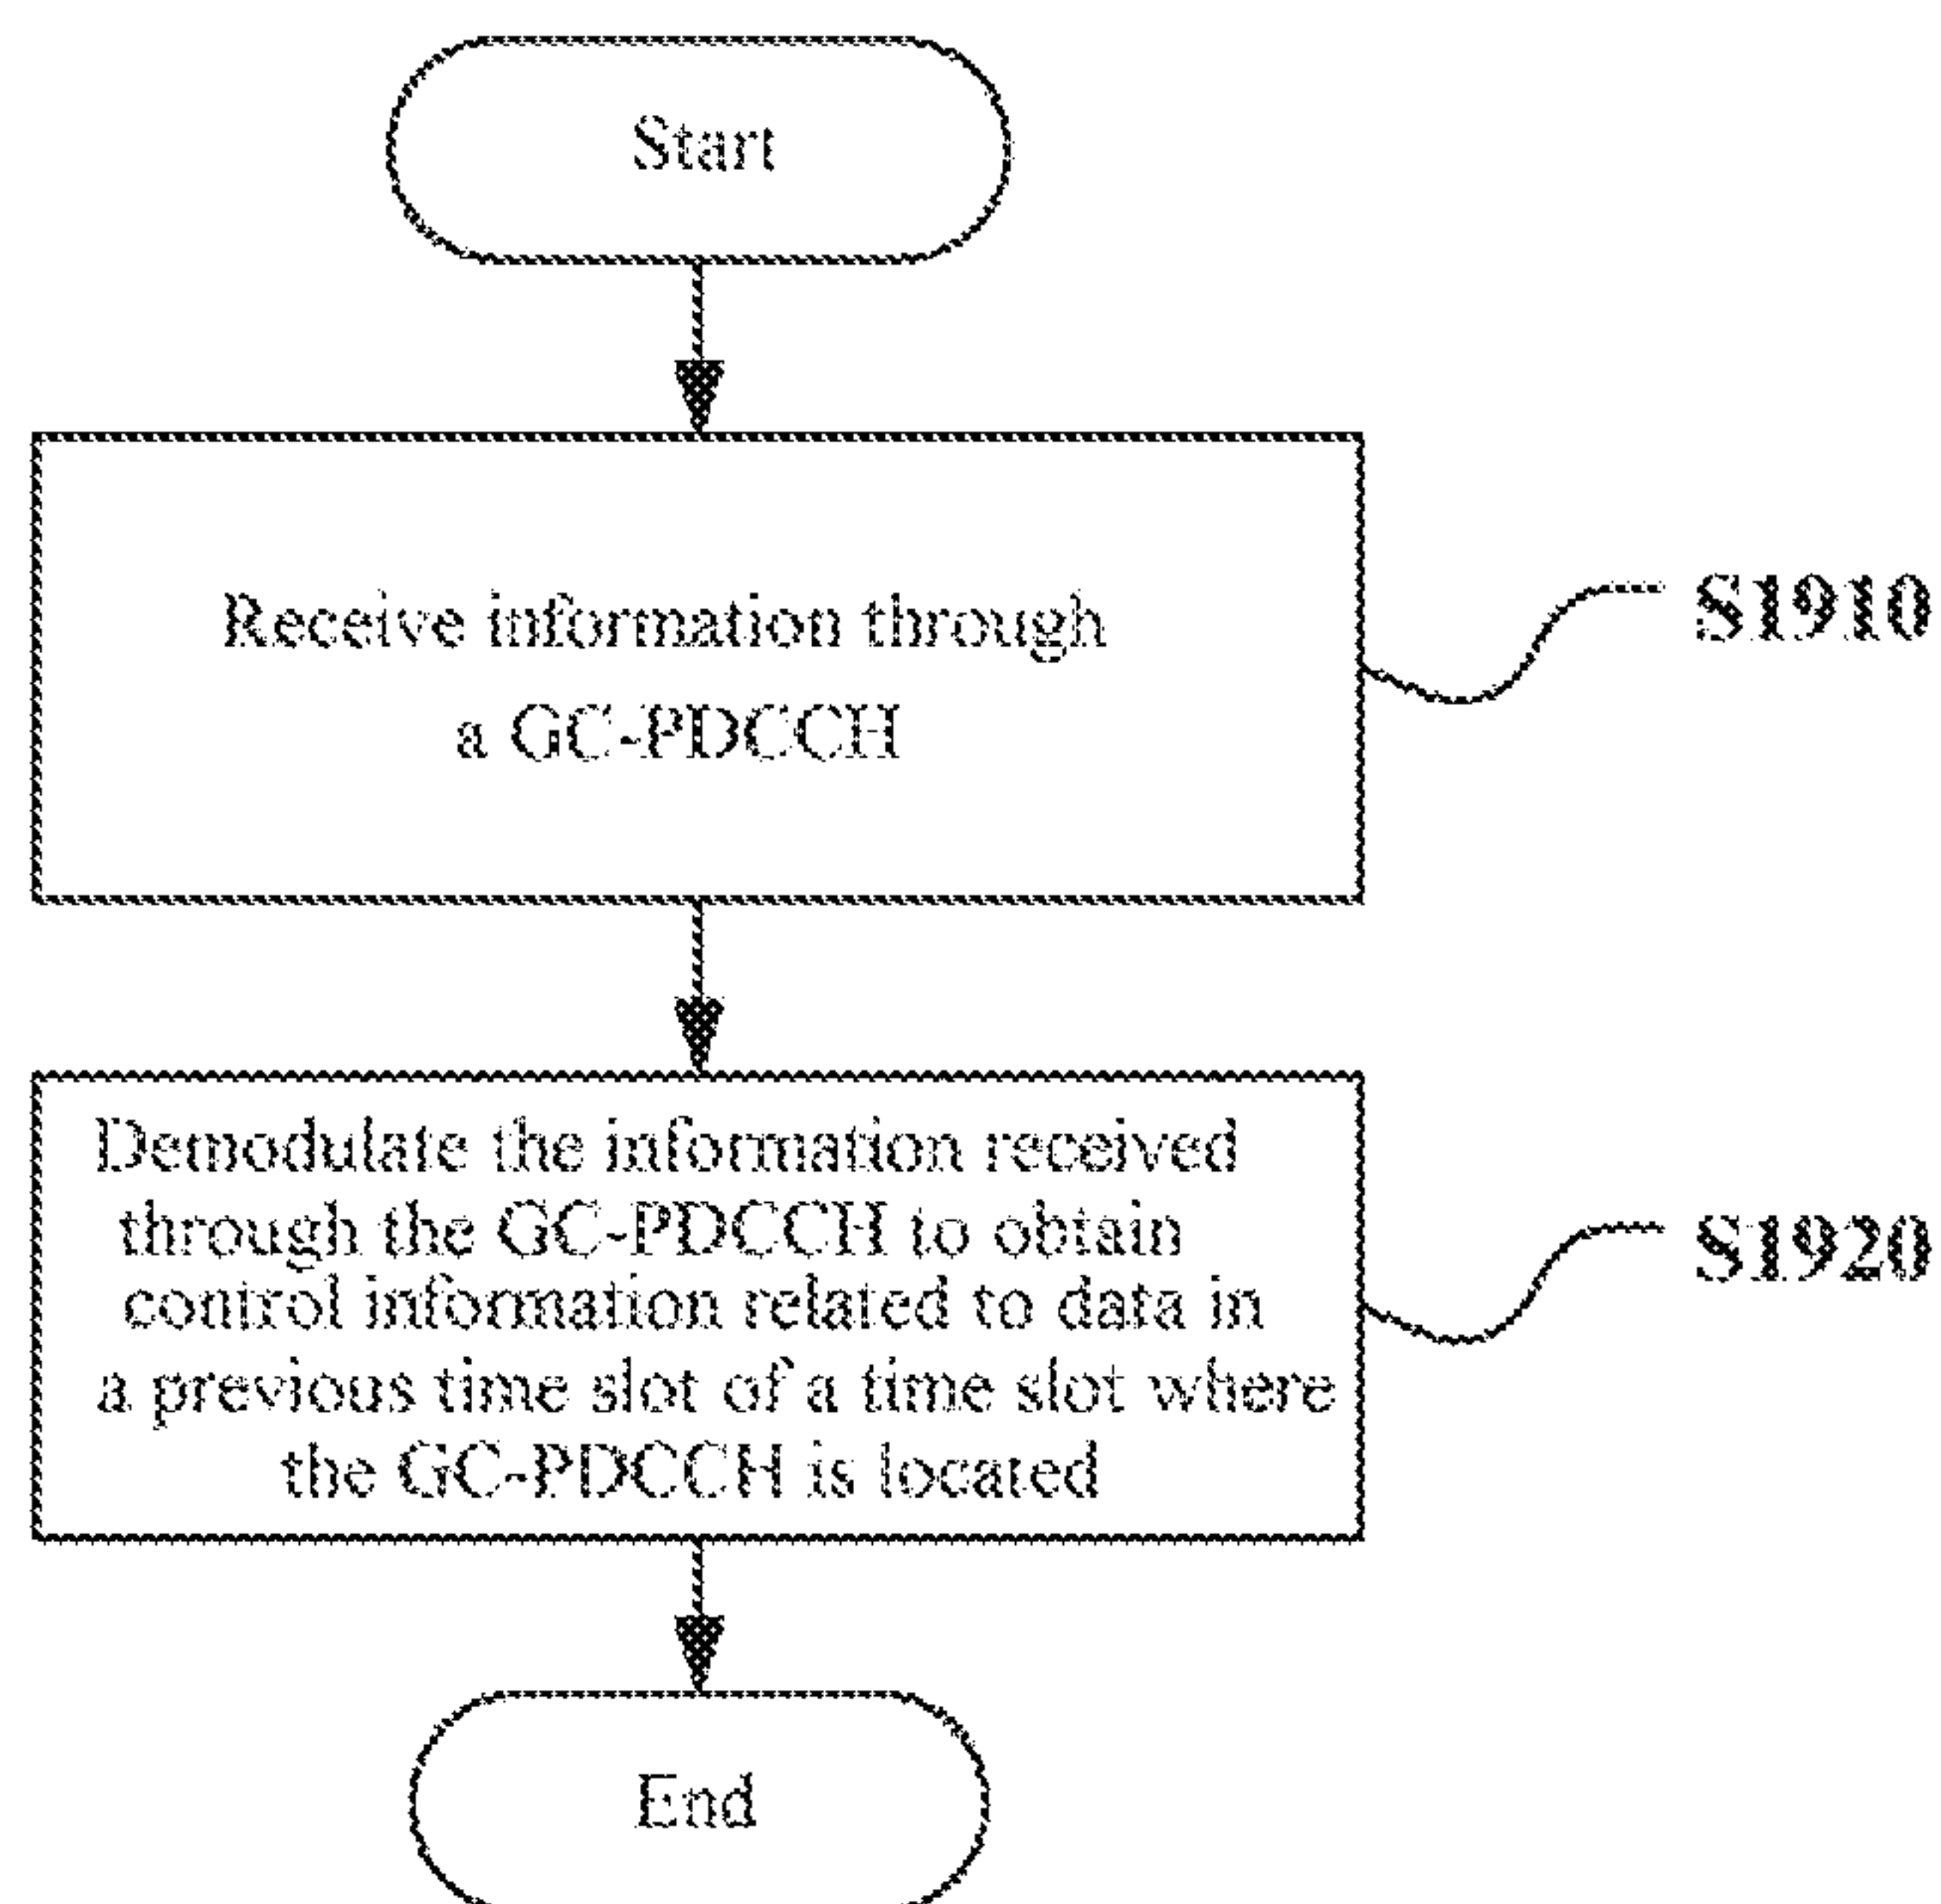 Start
Receive information through
a GC-PDCCH
S1910
Demodulate the information received
through the GC-PDCCH to obtain
control information related to data in
a previous time slot of a time slot where
the GC-PDCCH is located
S1920
End